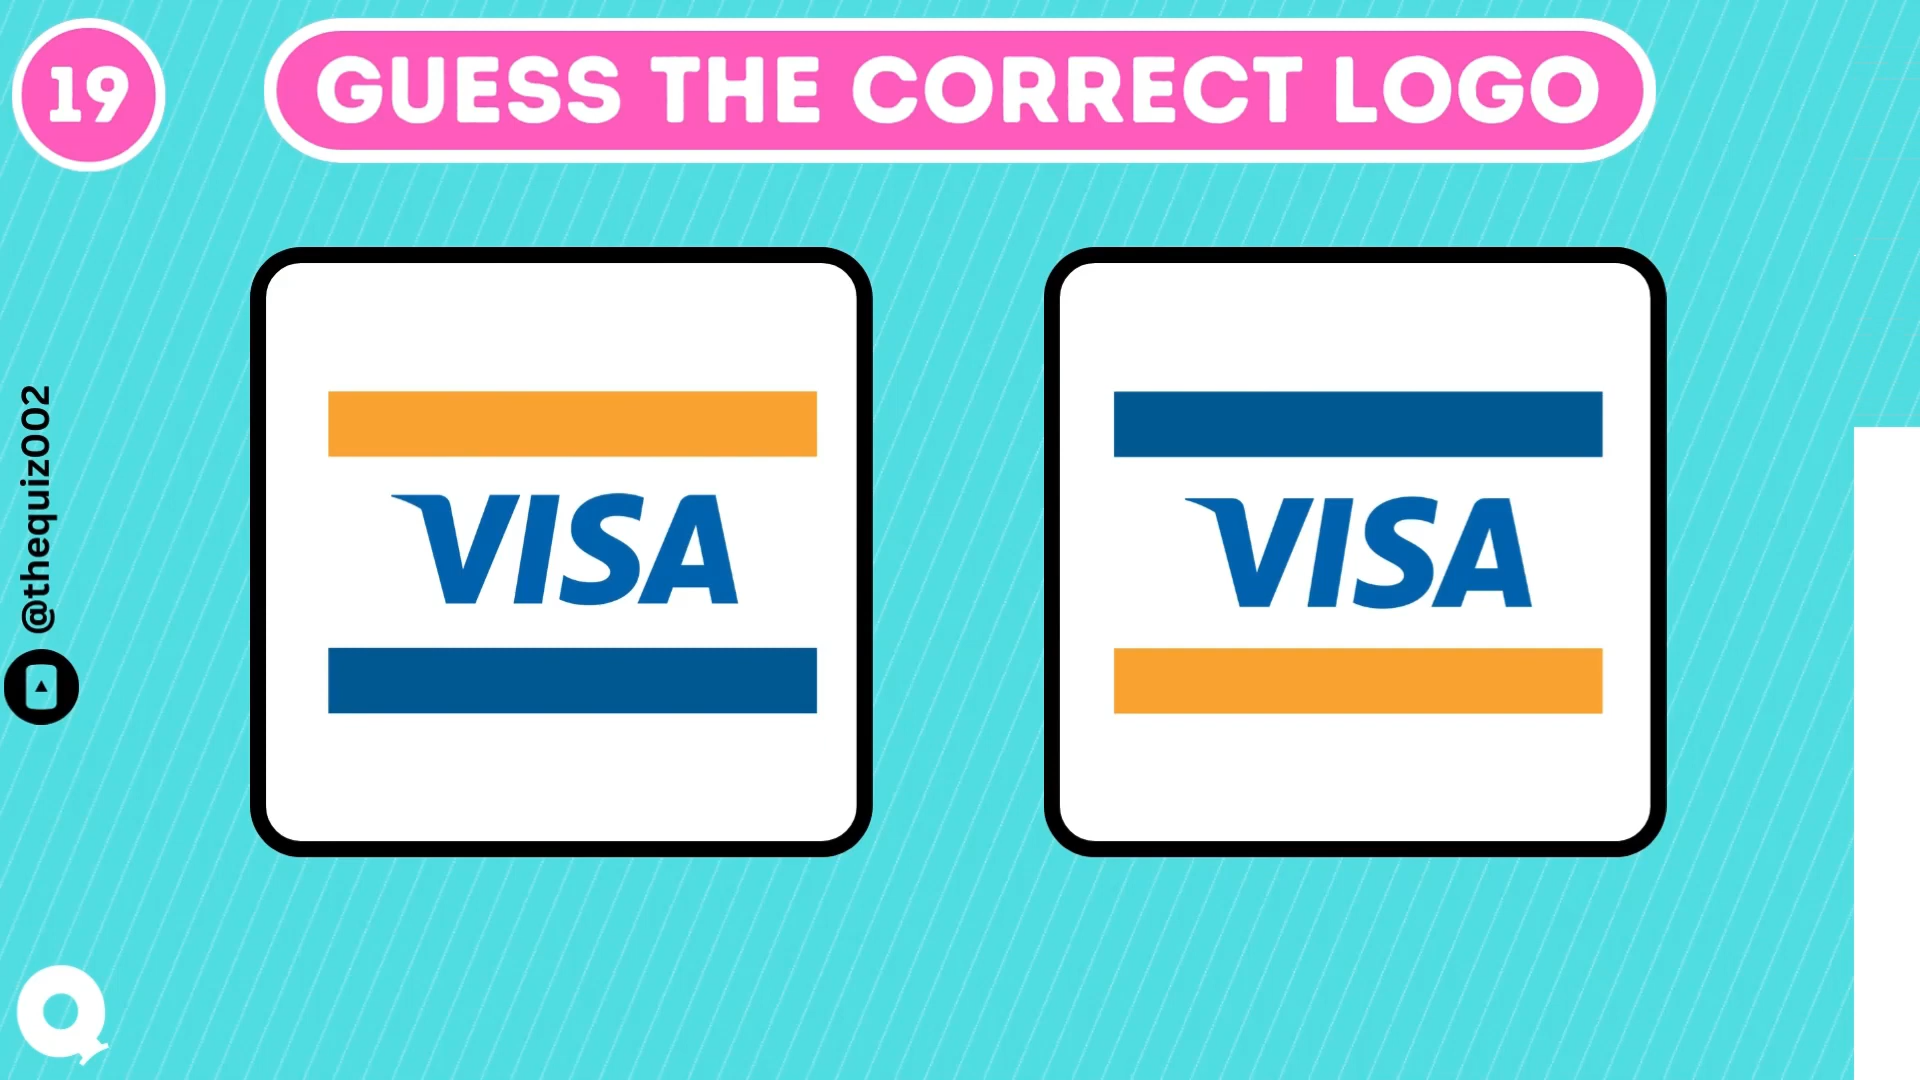 19
GUESS THE CORRECT LOGO
VISA
VISA
@thequiz002
Q